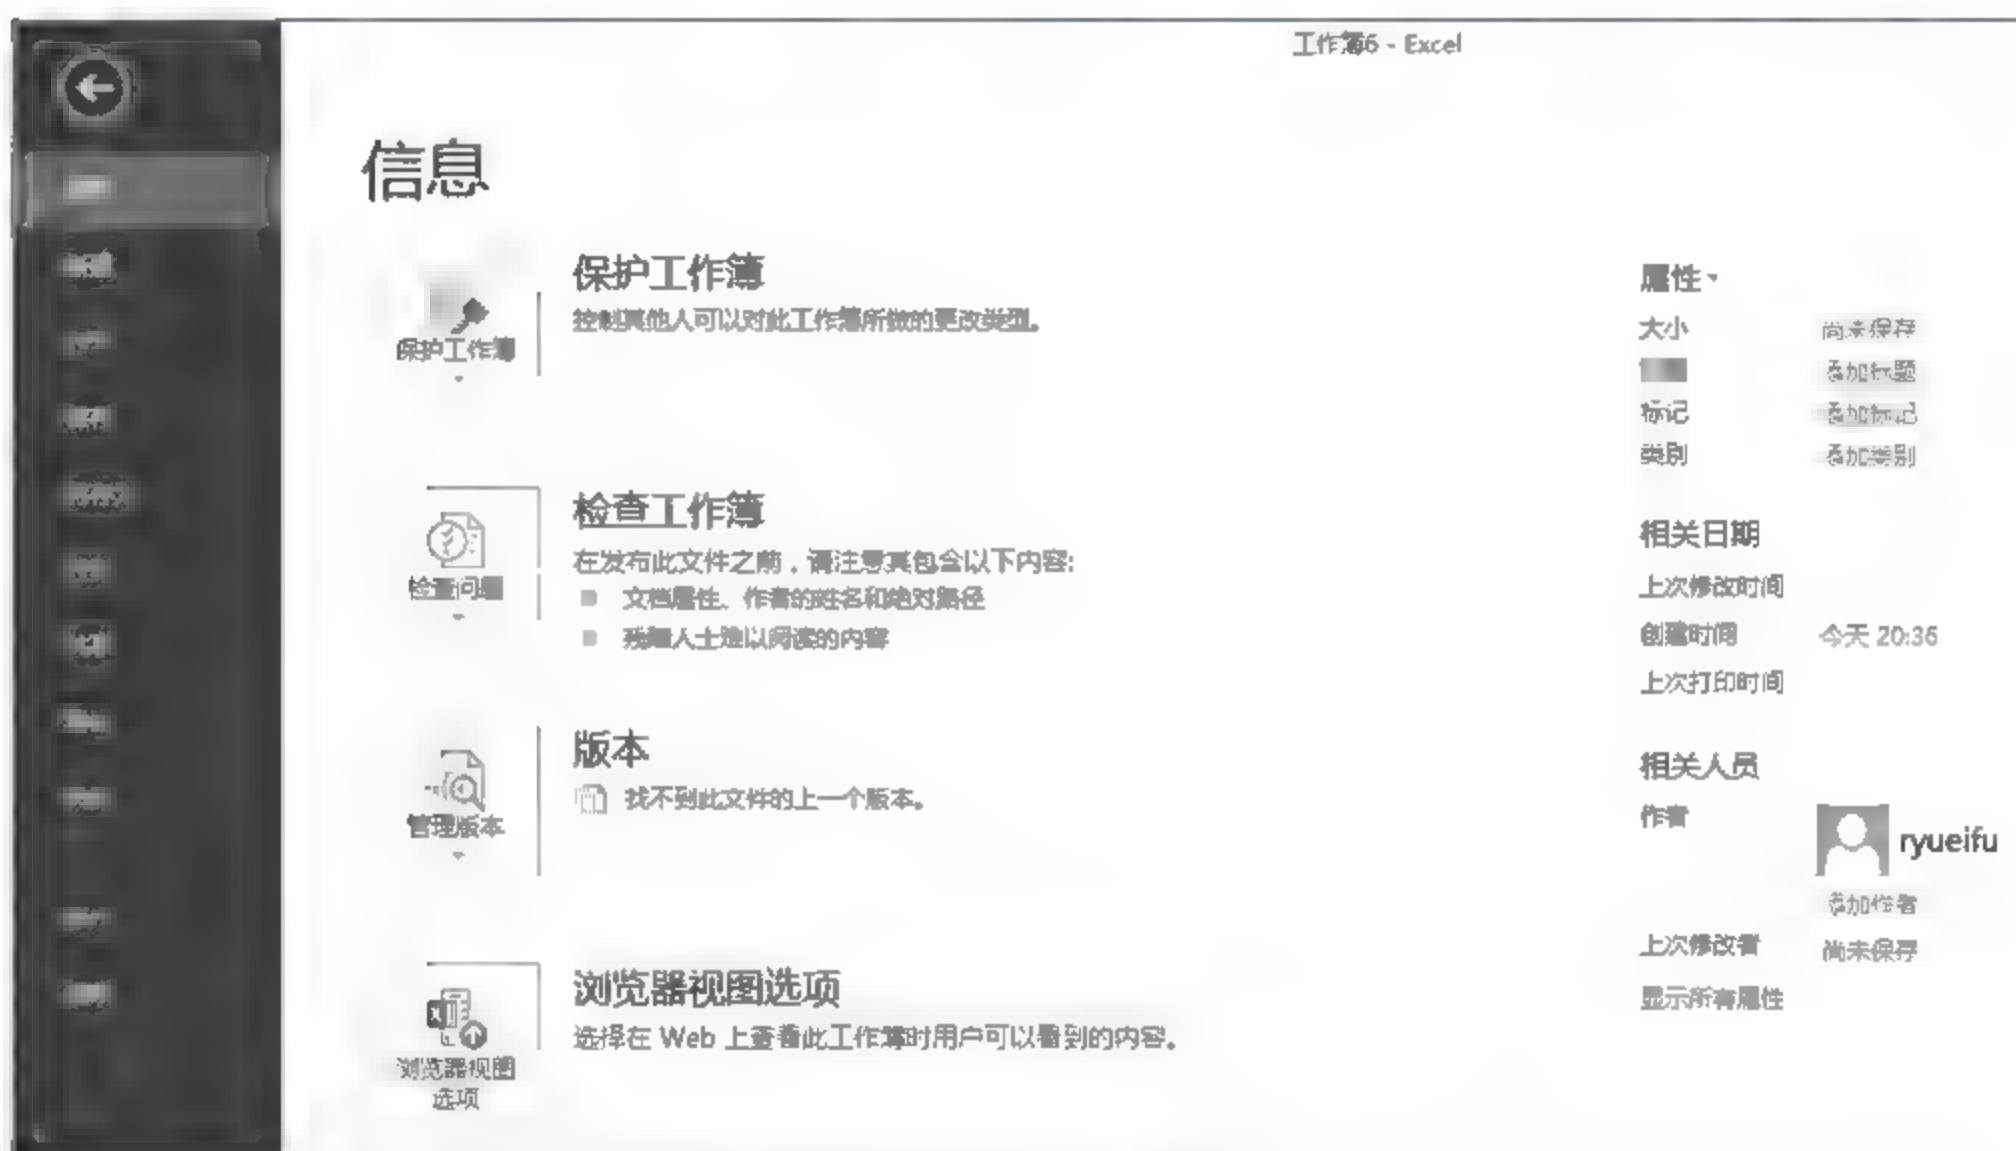 工作簿6 - Excel
信息
保护工作簿
控制其他人可以对此工作簿所做的更改类型。
保护工作簿
检查工作簿
在发布此文件之前，请注意其包含以下内容:
文档属性、作者的姓名和绝对路径
残障人士难以阅读的内容
检查问题
版本
找不到此文件的上一个版本。
管理版本
浏览器视图选项
选择在 Web 上查看此工作簿时用户可以看到的内容。
浏览器视图
选项
属性
大小 尚未保存
添加标题
标记 添加标记
类别 添加类别
相关日期
上次修改时间
创建时间 今天 20:36
上次打印时间
相关人员
作者 ryueifu
添加作者
上次修改者 尚未保存
显示所有属性